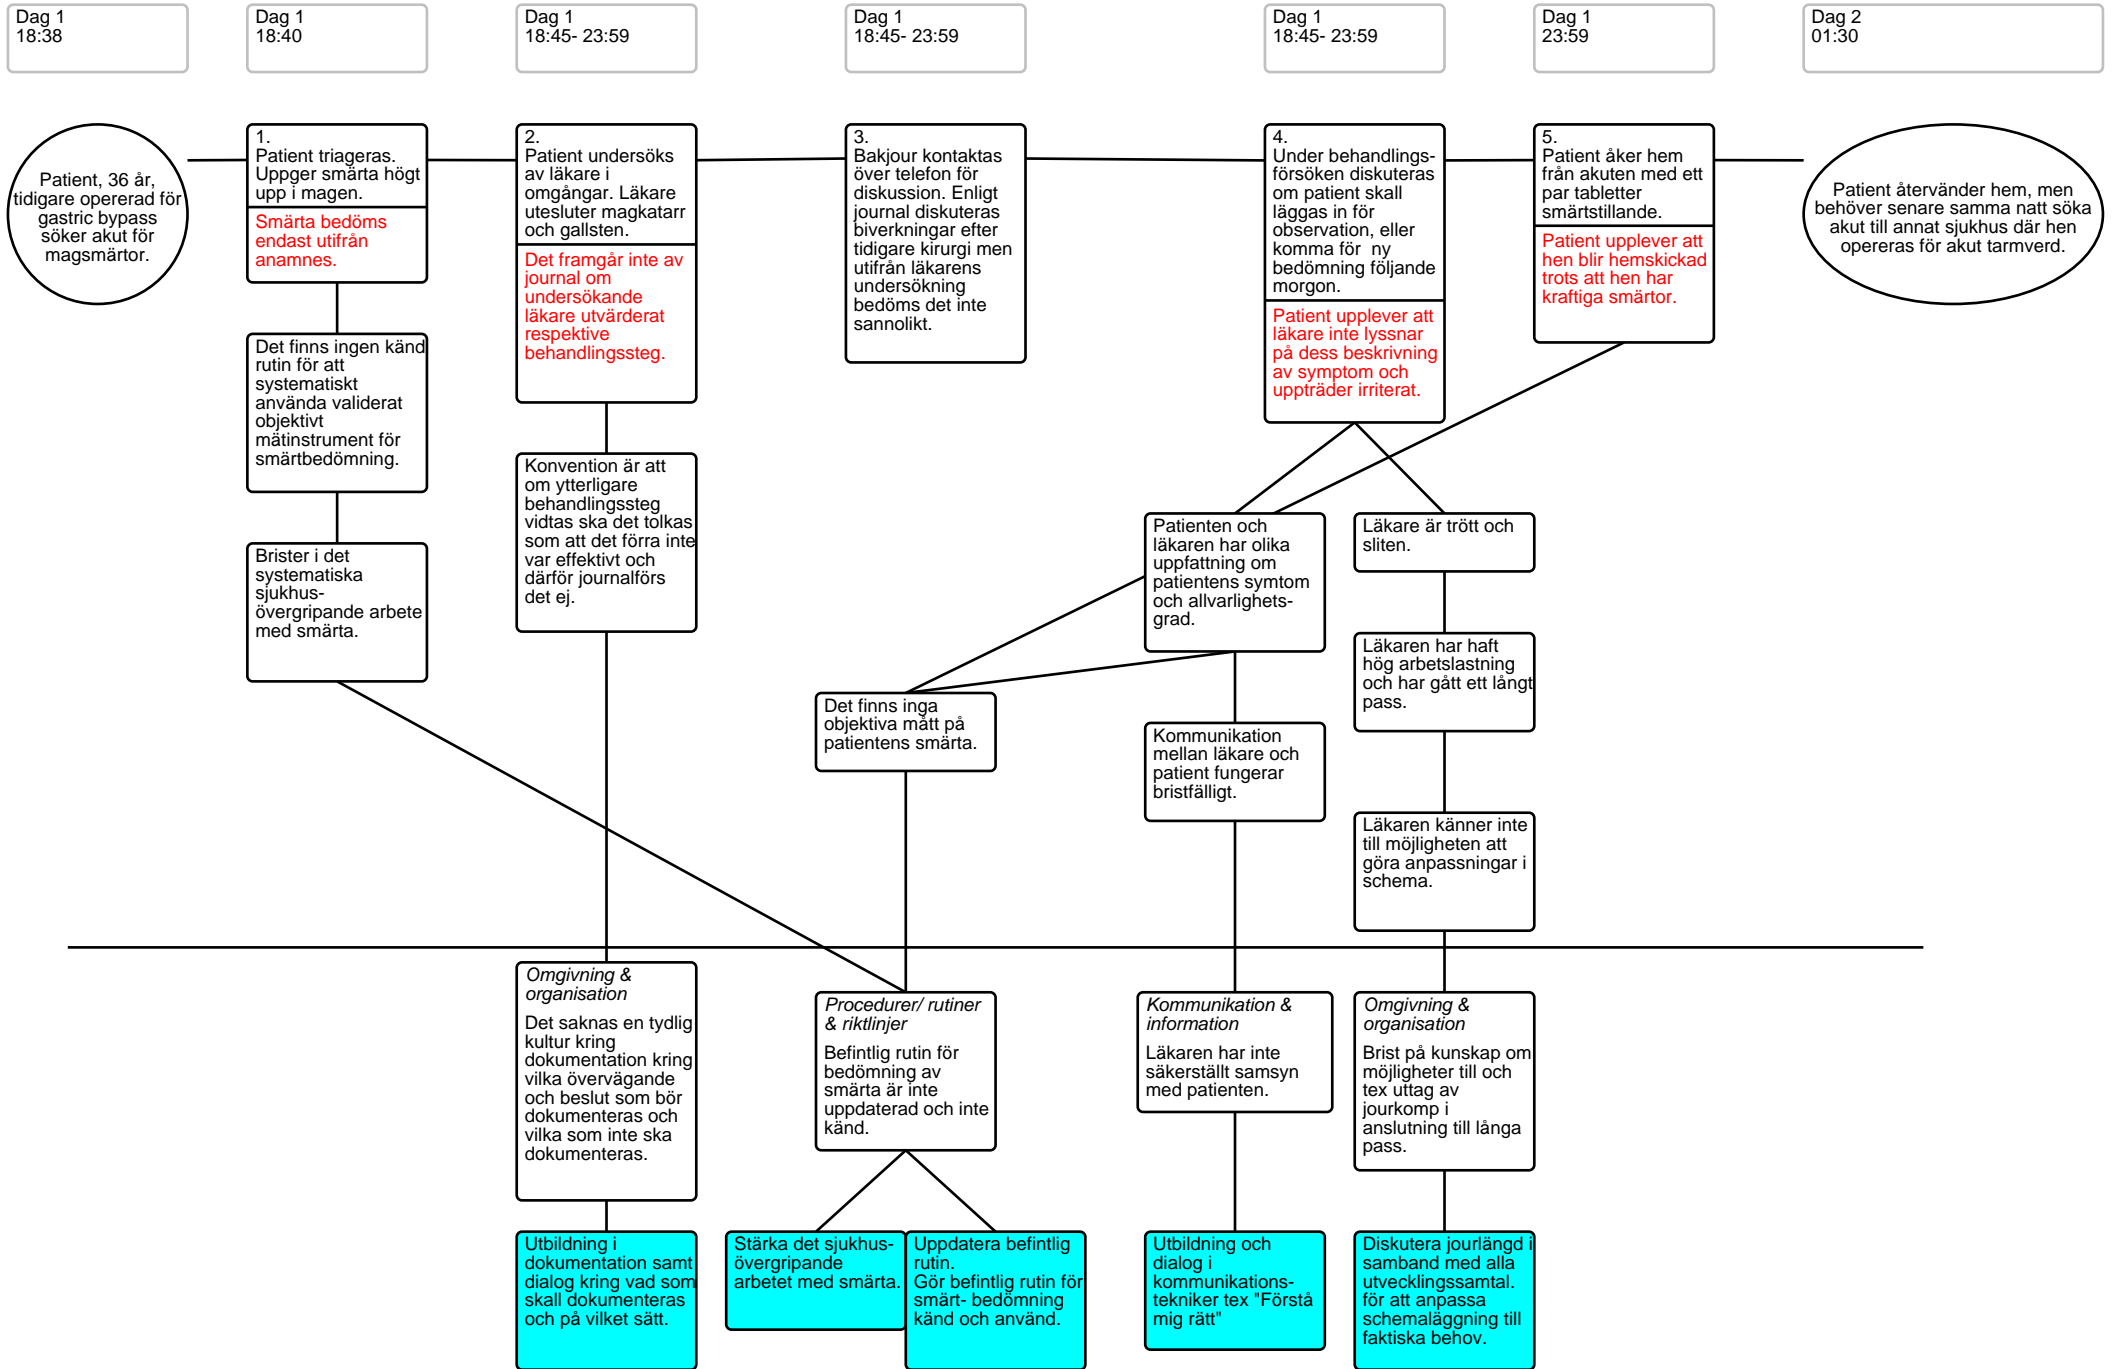 Dag 1
18:38
Dag 1
18:40
Dag 1
18:45- 23:59
Dag 1
18:45- 23:59
Dag 1
18:45- 23:59
Dag 1
23:59
Dag 2
01:30
Patient, 36 år,
tidigare opererad för
gastric bypass
söker akut för
magsmärtor.
1.
Patient triageras.
Uppger smärta högt
upp i magen.
Smärta bedöms
endast utifrån
anamnes.
2.
Patient undersöks
av läkare i
omgångar. Läkare
utesluter magkatarr
och gallsten.
Det framgår inte av
journal om
undersökande
läkare utvärderat
respektive
behandlingssteg.
3.
Bakjour kontaktas
över telefon för
diskussion. Enligt
journal diskuteras
biverkningar efter
tidigare kirurgi men
utifrån läkarens
undersökning
bedöms det inte
sannolikt.
4.
Under behandlings-
försöken diskuteras
om patient skall
läggas in för
observation, eller
komma för  ny
bedömning följande
morgon.
Patient upplever att
läkare inte lyssnar
på dess beskrivning
av symptom och
uppträder irriterat.
5.
Patient åker hem
från akuten med ett
par tabletter
smärtstillande.
Patient upplever att
hen blir hemskickad
trots att hen har
kraftiga smärtor.
Patient återvänder hem, men
behöver senare samma natt söka
akut till annat sjukhus där hen
opereras för akut tarmverd.
Det finns ingen känd
rutin för att
systematiskt
använda validerat
objektivt
mätinstrument för
smärtbedömning.
Brister i det
systematiska
sjukhus-
övergripande arbete
med smärta.
Konvention är att
om ytterligare
behandlingssteg
vidtas ska det tolkas
som att det förra inte
var effektivt och
därför journalförs
det ej.
Patienten och
läkaren har olika
uppfattning om
patientens symtom
och allvarlighets-
grad.
Läkare är trött och
sliten.
Läkaren har haft
hög arbetslastning
och har gått ett långt
pass.
Det finns inga
objektiva mått på
patientens smärta.
Kommunikation
mellan läkare och
patient fungerar
bristfälligt.
Läkaren känner inte
till möjligheten att
göra anpassningar i
schema.
Omgivning &
organisation
Det saknas en tydlig
kultur kring
dokumentation kring
vilka övervägande
och beslut som bör
dokumenteras och
vilka som inte ska
dokumenteras.
Procedurer/ rutiner
& riktlinjer
Befintlig rutin för
bedömning av
smärta är inte
uppdaterad och inte
känd.
Kommunikation &
information
Läkaren har inte
säkerställt samsyn
med patienten.
Omgivning &
organisation
Brist på kunskap om
möjligheter till och
tex uttag av
jourkomp i
anslutning till långa
pass.
Utbildning i
dokumentation samt
dialog kring vad som
skall dokumenteras
och på vilket sätt.
Stärka det sjukhus-
övergripande
arbetet med smärta.
Uppdatera befintlig
rutin.
Gör befintlig rutin för
smärt- bedömning
känd och använd.
Utbildning och
dialog i
kommunikations-
tekniker tex "Förstå
mig rätt"
Diskutera jourlängd i
samband med alla
utvecklingssamtal.
för att anpassa
schemaläggning till
faktiska behov.